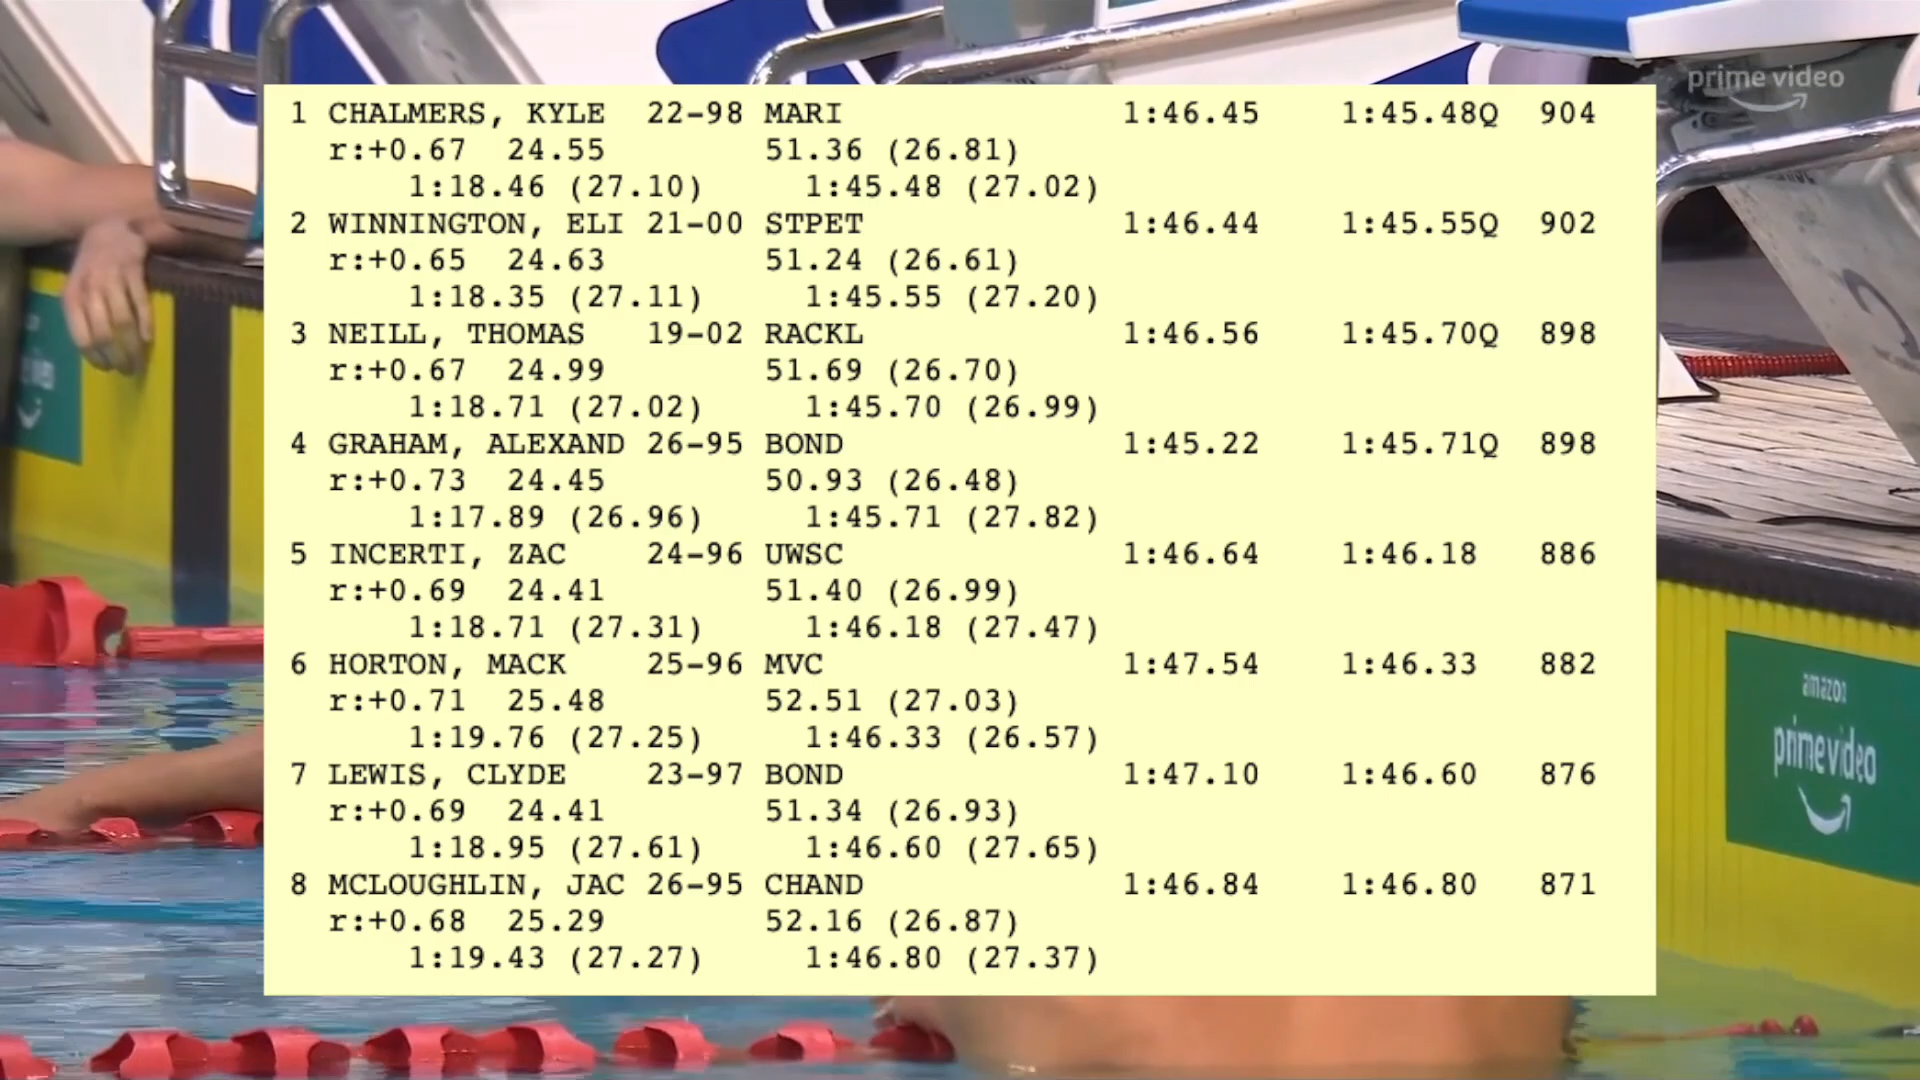 prime video
1 CHALMERS, KYLE 22-98 MARI 1:46.45 1:45.48Q 904
r:+0.67 24.55 51.36 (26.81)
1:18.46 (27.10) 1:45.48 (27.02)
2 WINNINGTON, ELI 21-00 STPET 1:46.44 1:45.55Q 902
r:+0.65 24.63 51.24 (26.61)
1:18.35 (27.11) 1:45.55 (27.20)
3 NEILL, THOMAS 19-02 RACKL 1:46.56 1:45.70Q 898
r:+0.67 24.99 51.69 (26.70)
1:18.71 (27.02) 1:45.70 (26.99)
4 GRAHAM, ALEXAND 26-95 BOND 1:45.22 1:45.71Q 898
r:+0.73 24.45 50.93 (26.48)
1:17.89 (26.96) 1:45.71 (27.82)
5 INCERTI, ZAC 24-96 UWSC 1:46.64 1:46.18 886
r:+0.69 24.41 51.40 (26.99)
1:18.71 (27.31) 1:46.18 (27.47)
6 HORTON, MACK 25-96 MVC 1:47.54 1:46.33 882
r:+0.71 25.48 52.51 (27.03)
1:19.76 (27.25) 1:46.33 (26.57)
7 LEWIS, CLYDE 23-97 BOND 1:47.10 1:46.60 876
r:+0.69 24.41 51.34 (26.93)
1:18.95 (27.61) 1:46.60 (27.65)
8 MCLOUGHLIN, JAC 26-95 CHAND 1:46.84 1:46.80 871
r:+0.68 25.29 52.16 (26.87)
1:19.43 (27.27) 1:46.80 (27.37)
amazon
prime video